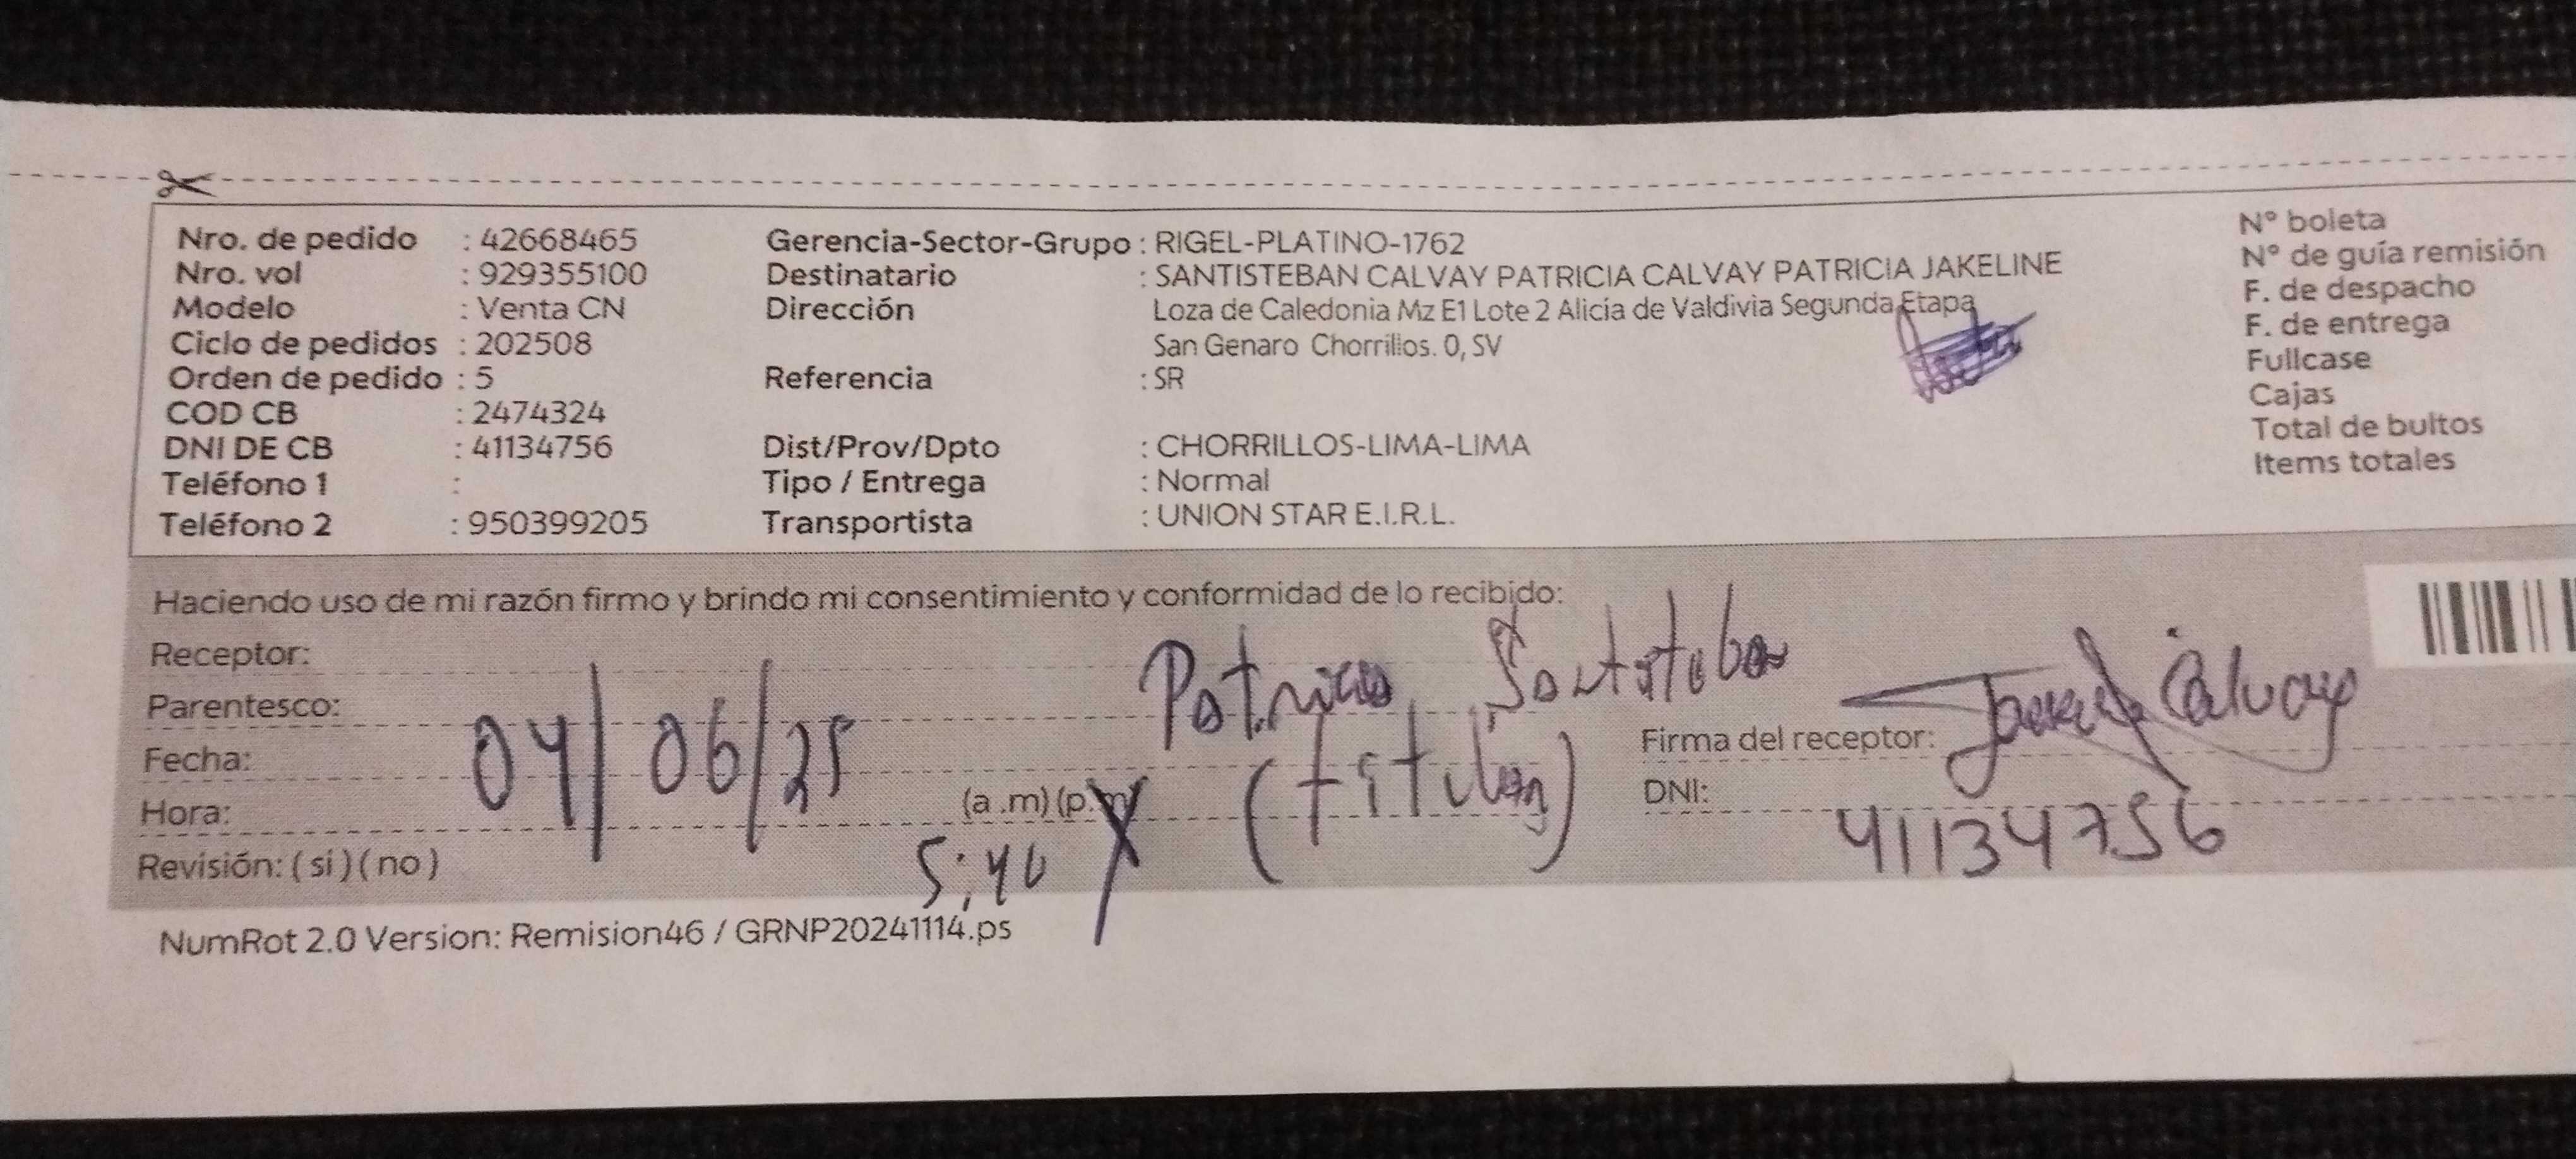 Nro. de pedido : 42668465
Nro. vol : 929355100
Modelo : Venta CN
Ciclo de pedidos : 202508
Orden de pedido : 5
COD CB : 2474324
DNI DE CB : 41134756
Teléfono 1 :
Teléfono 2 : 950399205
Gerencia-Sector-Grupo : RIGEL-PLATINO-1762
Destinatario : SANTISTEBAN CALVAY PATRICIA CALVAY PATRICIA JAKELINE
Dirección Loza de Caledonia Mz E1 Lote 2 Alicia de Valdivia Segunda Etapa
San Genaro Chorrillos. 0, SV
Referencia : SR
Dist/Prov/Dpto : CHORRILLOS-LIMA-LIMA
Tipo / Entrega : Normal
Transportista : UNION STAR E.I.R.L.
N° boleta
N° de guía remisión
F. de despacho
F. de entrega
Fullcase
Cajas
Total de bultos
Items totales
Haciendo uso de mi razón firmo y brindo mi consentimiento y conformidad de lo recibido:
Receptor: Patricia Santisteban
Parentesco: (titular)
Fecha: 04/06/25
Hora: 5:40 (a .m) (p.m)
Revisión: ( si ) ( no )
Firma del receptor: Calvay
DNI: 41134756
NumRot 2.0 Version: Remision46 / GRNP20241114.ps